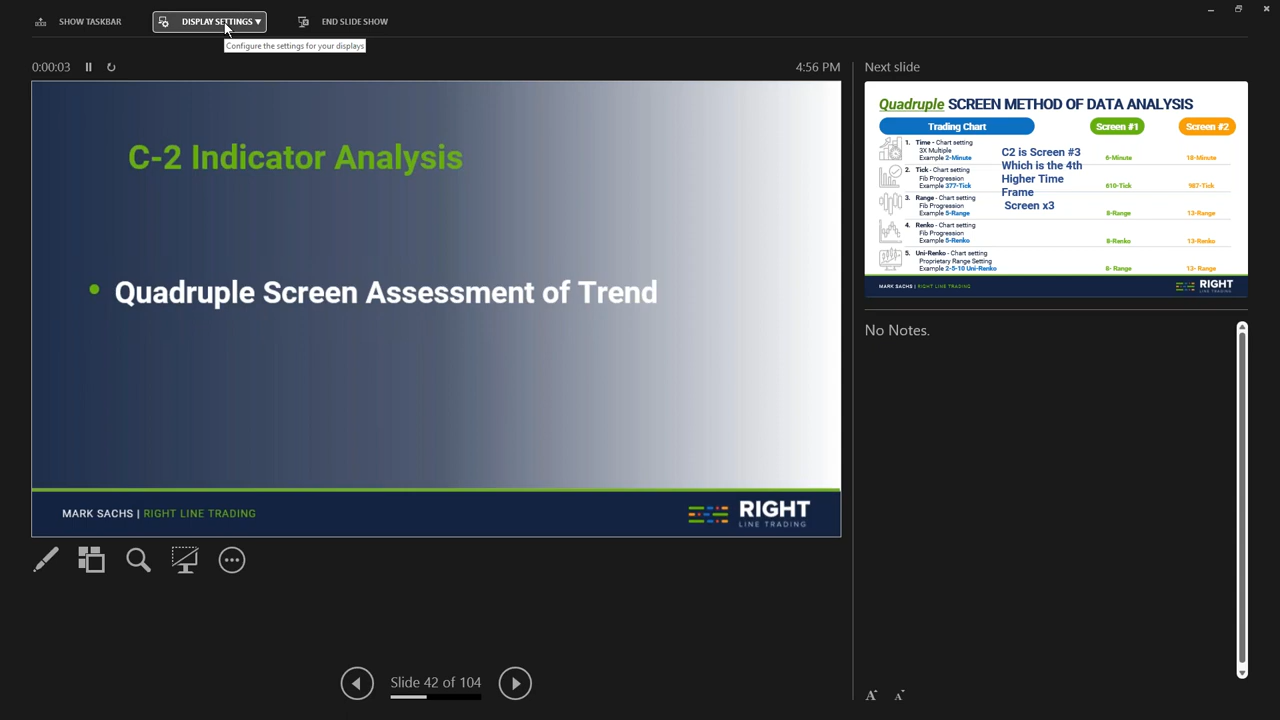 SHOW TASKBAR
DISPLAY SETTINGS ▼
END SLIDE SHOW
Configure the settings for your displays
0:00:03
4:56 PM
C-2 Indicator Analysis
• Quadruple Screen Assessment of Trend
MARK SACHS | RIGHT LINE TRADING
RIGHT
LINE TRADING
Slide 42 of 104
Next slide
Quadruple SCREEN METHOD OF DATA ANALYSIS
Trading Chart
Screen #1
Screen #2
1. Time - Chart setting
3X Multiple
Example 2-Minute
6-Minute
18-Minute
2. Tick - Chart setting
Fib Progression
Example 377-Tick
610-Tick
987-Tick
3. Range - Chart setting
Fib Progression
Example 5-Range
8-Range
13-Range
4. Renko - Chart setting
Fib Progression
Example 5-Renko
8-Renko
13-Renko
5. Uni-Renko - Chart setting
Proprietary Range Setting
Example 2-5-10 Uni-Renko
6- Range
13- Range
C2 is Screen #3
Which is the 4th
Higher Time
Frame
Screen x3
MARK SACHS | RIGHT LINE TRADING
RIGHT
LINE TRADING
No Notes.
A A